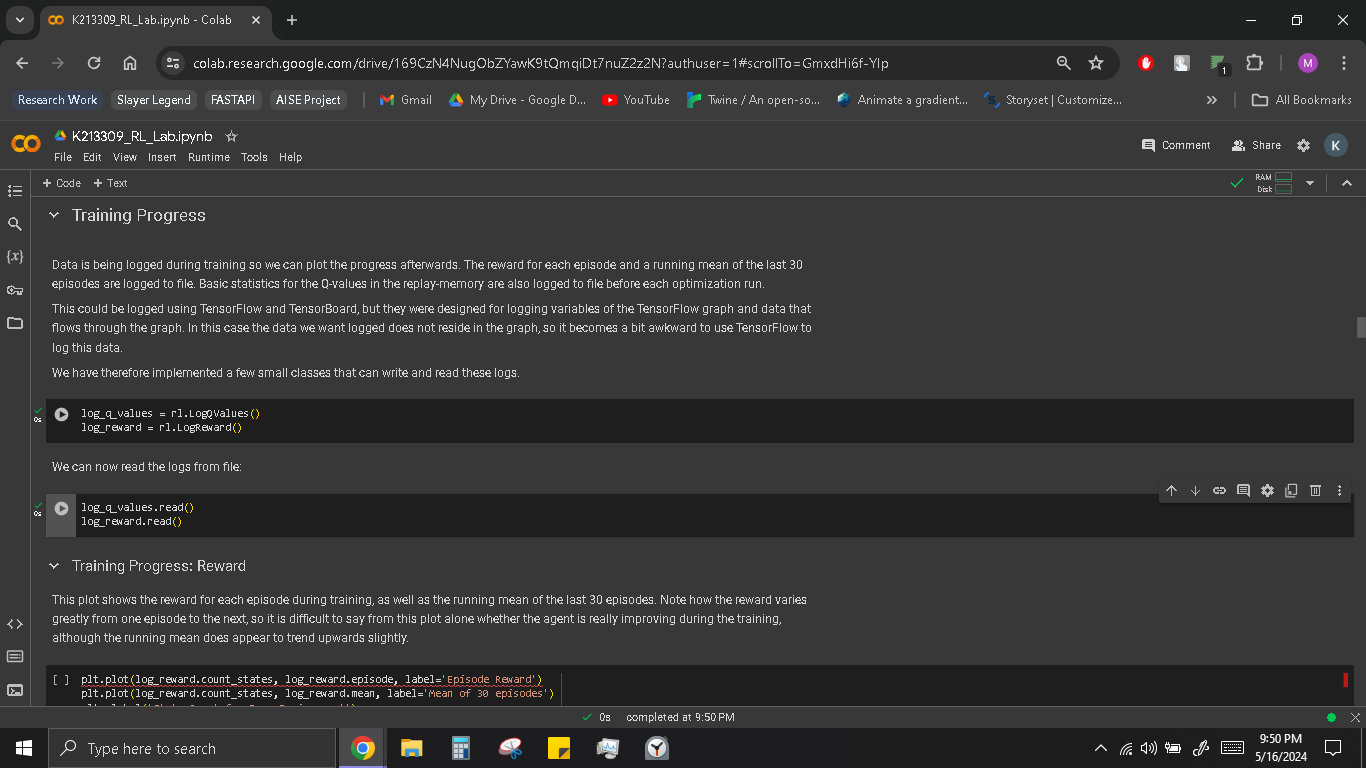 K213309_RL_Lab.ipynb - Colab
colab.research.google.com/drive/169CzN4NugObZYawK9tQmqiDt7nuZ2z2N?authuser=1#scrollTo=GmxdHi6f-YIp
1
M
Research Work Slayer Legend FASTAPI AISE Project Gmail My Drive - Google D... YouTube Twine / An open-so... Animate a gradient... Storyset | Customize... » All Bookmarks
K213309_RL_Lab.ipynb
File Edit View Insert Runtime Tools Help
Comment Share K
+ Code + Text
RAM
Disk
Training Progress
Data is being logged during training so we can plot the progress afterwards. The reward for each episode and a running mean of the last 30
episodes are logged to file. Basic statistics for the Q-values in the replay-memory are also logged to file before each optimization run.
This could be logged using TensorFlow and TensorBoard, but they were designed for logging variables of the TensorFlow graph and data that
flows through the graph. In this case the data we want logged does not reside in the graph, so it becomes a bit awkward to use TensorFlow to
log this data.
We have therefore implemented a few small classes that can write and read these logs.
0s
log_q_values = rl.LogQValues()
log_reward = rl.LogReward()
We can now read the logs from file:
0s
log_q_values.read()
log_reward.read()
Training Progress: Reward
This plot shows the reward for each episode during training, as well as the running mean of the last 30 episodes. Note how the reward varies
greatly from one episode to the next, so it is difficult to say from this plot alone whether the agent is really improving during the training,
although the running mean does appear to trend upwards slightly.
[ ] plt.plot(log_reward.count_states, log_reward.episode, label='Episode Reward')
plt.plot(log_reward.count_states, log_reward.mean, label='Mean of 30 episodes')
0s completed at 9:50 PM
Type here to search
9:50 PM
5/16/2024